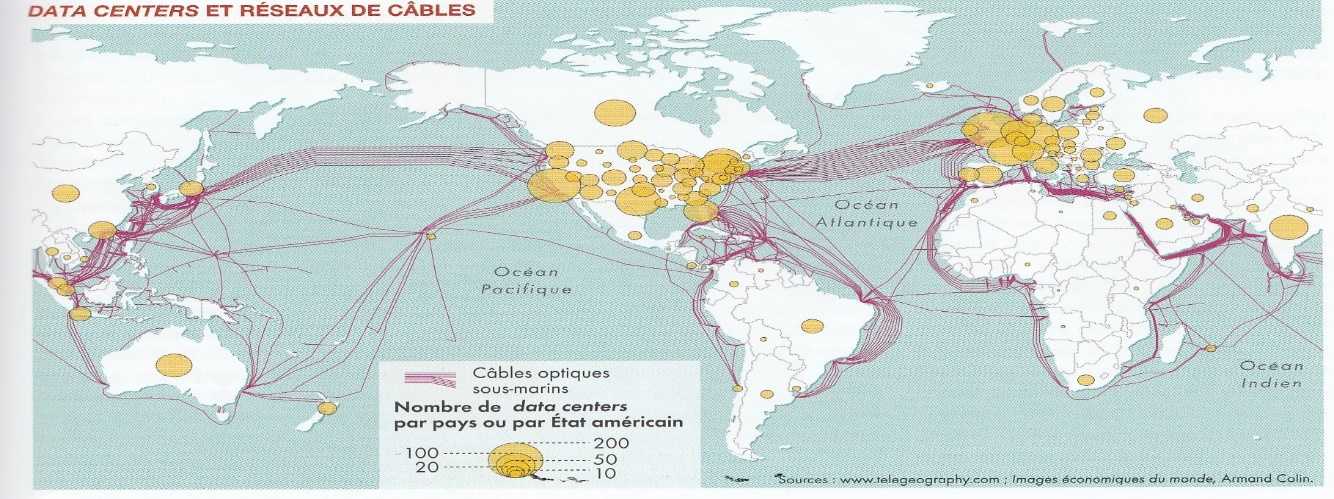 DATA CENTERS ET RÉSEAUX DE CÂBLES
Océan
Atlantique
Océan
Pacifique
Océan
Indien
Câbles optiques
sous-marins
Nombre de data centers
par pays ou par État américain
200
100
50
20
10
Sources : www.telegeography.com ; Images économiques du monde, Armand Colin.